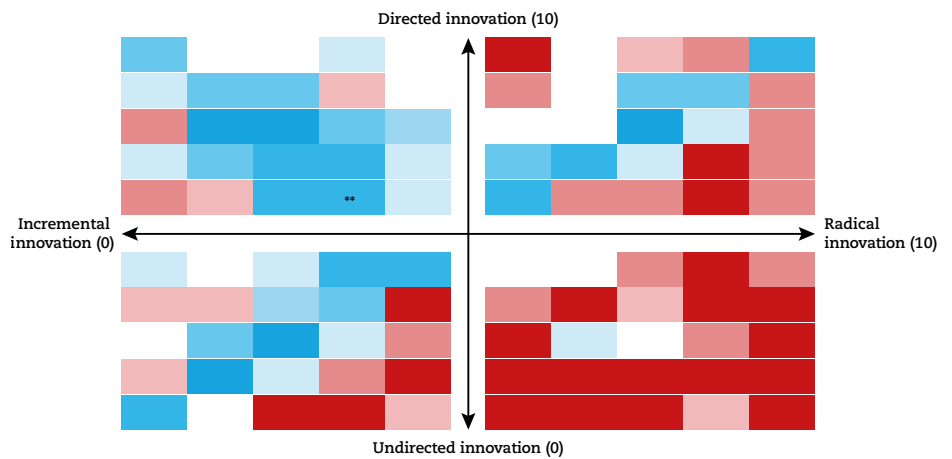 Directed innovation (10)
**
Incremental
innovation (0)
Radical
innovation (10)
Undirected innovation (0)